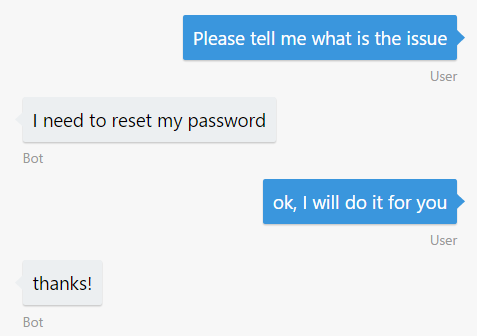 Please tell me what is the issue
User
I need to reset my password
Bot
ok, I will do it for you
User
thanks!
Bot